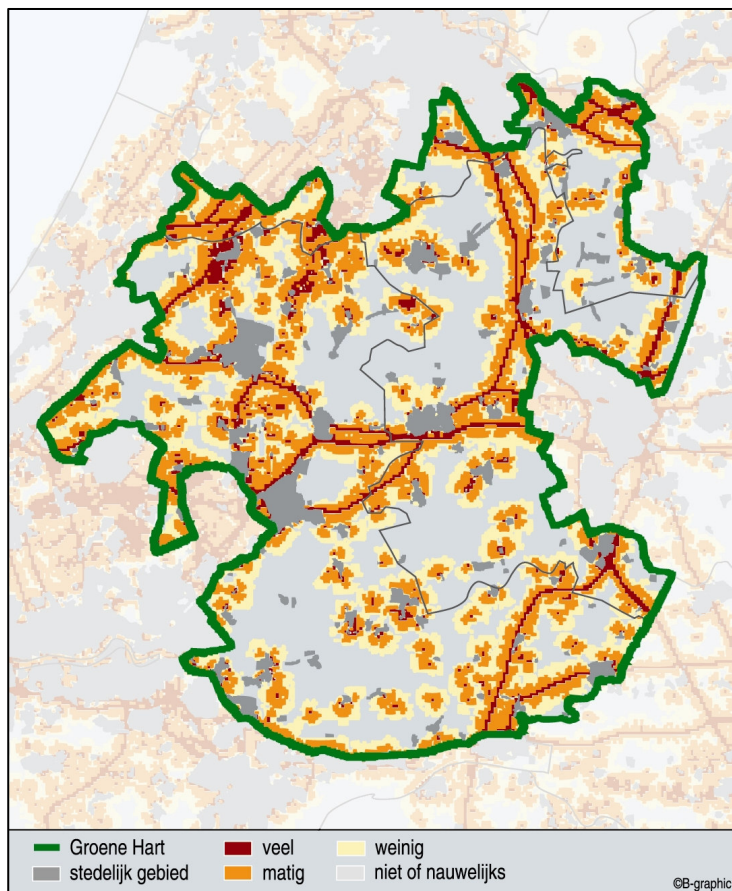 Groene Hart
veel
weinig
stedelijk gebied
matig
niet of nauwelijks
©B-graphic